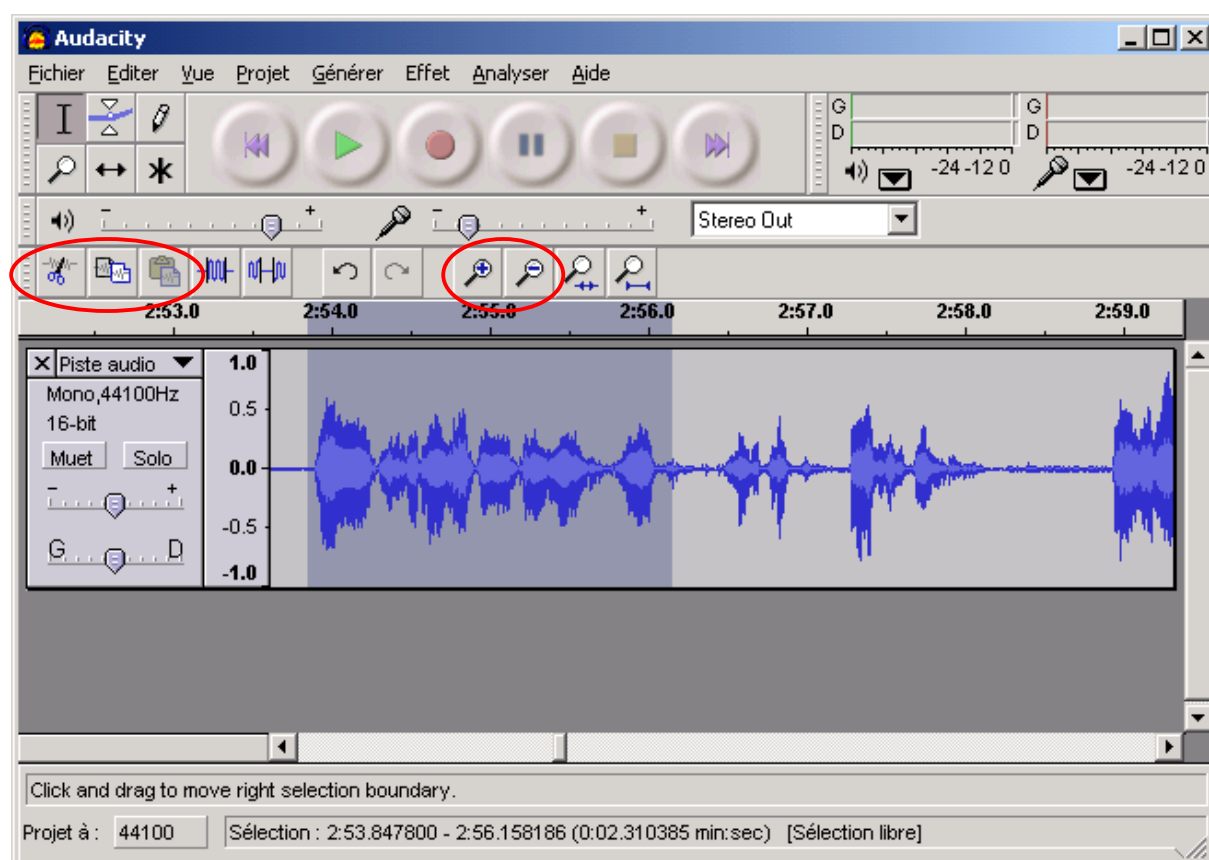 Audacity
Fichier Editer Vue Projet Générer Effet Analyser Aide
G G
D D
-24 -12 0 -24 -12 0
- + - + Stereo Out
2:53.0 2:54.0 2:55.0 2:56.0 2:57.0 2:58.0 2:59.0
X Piste audio 1.0
Mono,44100Hz
16-bit 0.5
Muet Solo
0.0
- +
-0.5
G D
-1.0
Click and drag to move right selection boundary.
Projet à : 44100 Sélection : 2:53.847800 - 2:56.158186 (0:02.310385 min:sec) [Sélection libre]